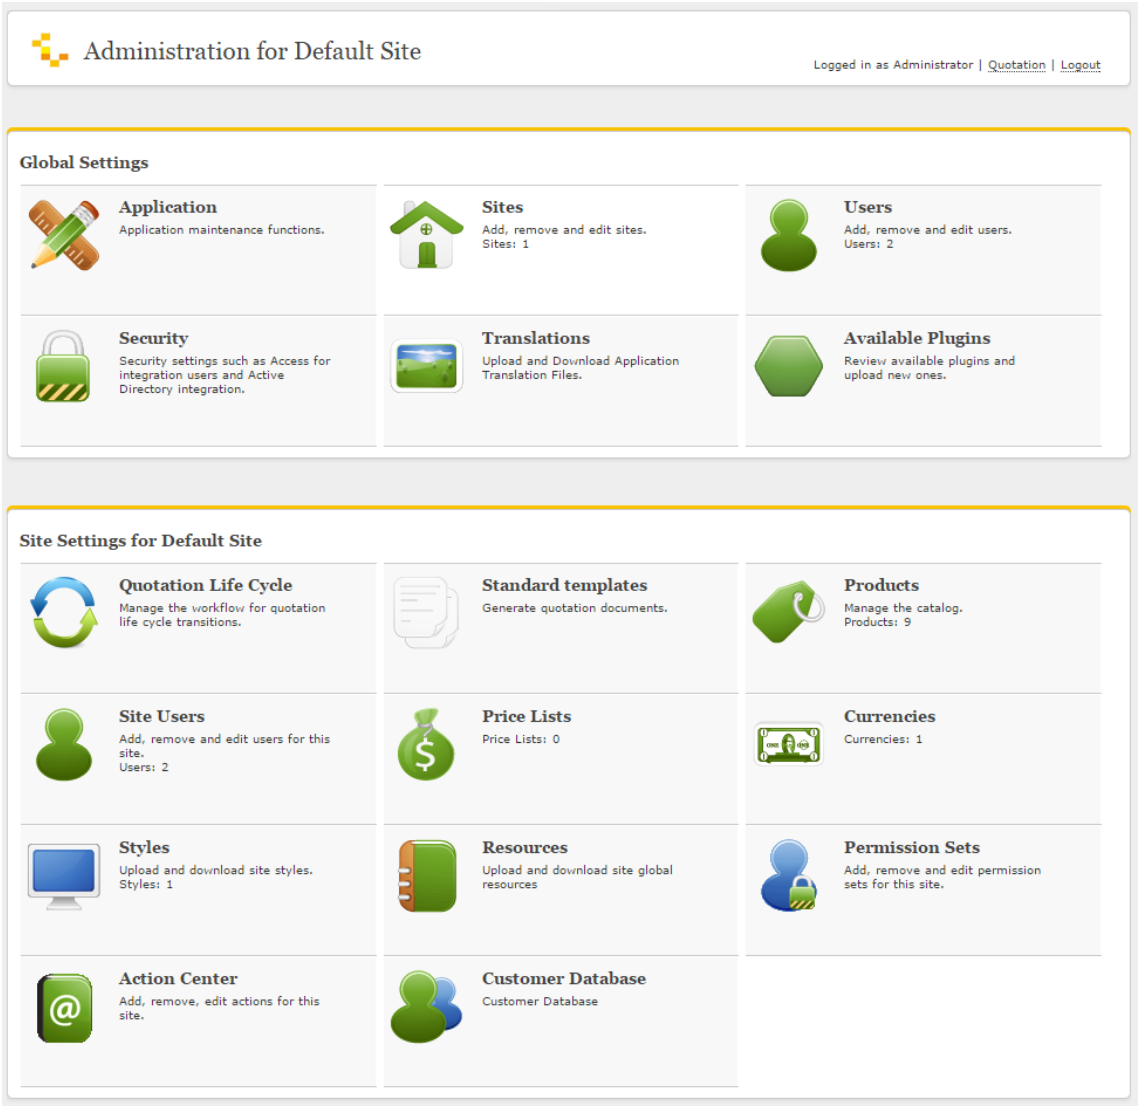 Administration for Default Site
Logged in as Administrator | Quotation | Logout
Global Settings
Application
Application maintenance functions.
Sites
Add, remove and edit sites.
Sites: 1
Users
Add, remove and edit users.
Users: 2
Security
Security settings such as Access for
integration users and Active
Directory integration.
Translations
Upload and Download Application
Translation Files.
Available Plugins
Review available plugins and
upload new ones.
Site Settings for Default Site
Quotation Life Cycle
Manage the workflow for quotation
life cycle transitions.
Standard templates
Generate quotation documents.
Products
Manage the catalog.
Products: 9
Site Users
Add, remove and edit users for this
site.
Users: 2
$
Price Lists
Price Lists: 0
ONE ONE
Currencies
Currencies: 1
Styles
Upload and download site styles.
Styles: 1
Resources
Upload and download site global
resources
Permission Sets
Add, remove and edit permission
sets for this site.
@
Action Center
Add, remove, edit actions for this
site.
Customer Database
Customer Database